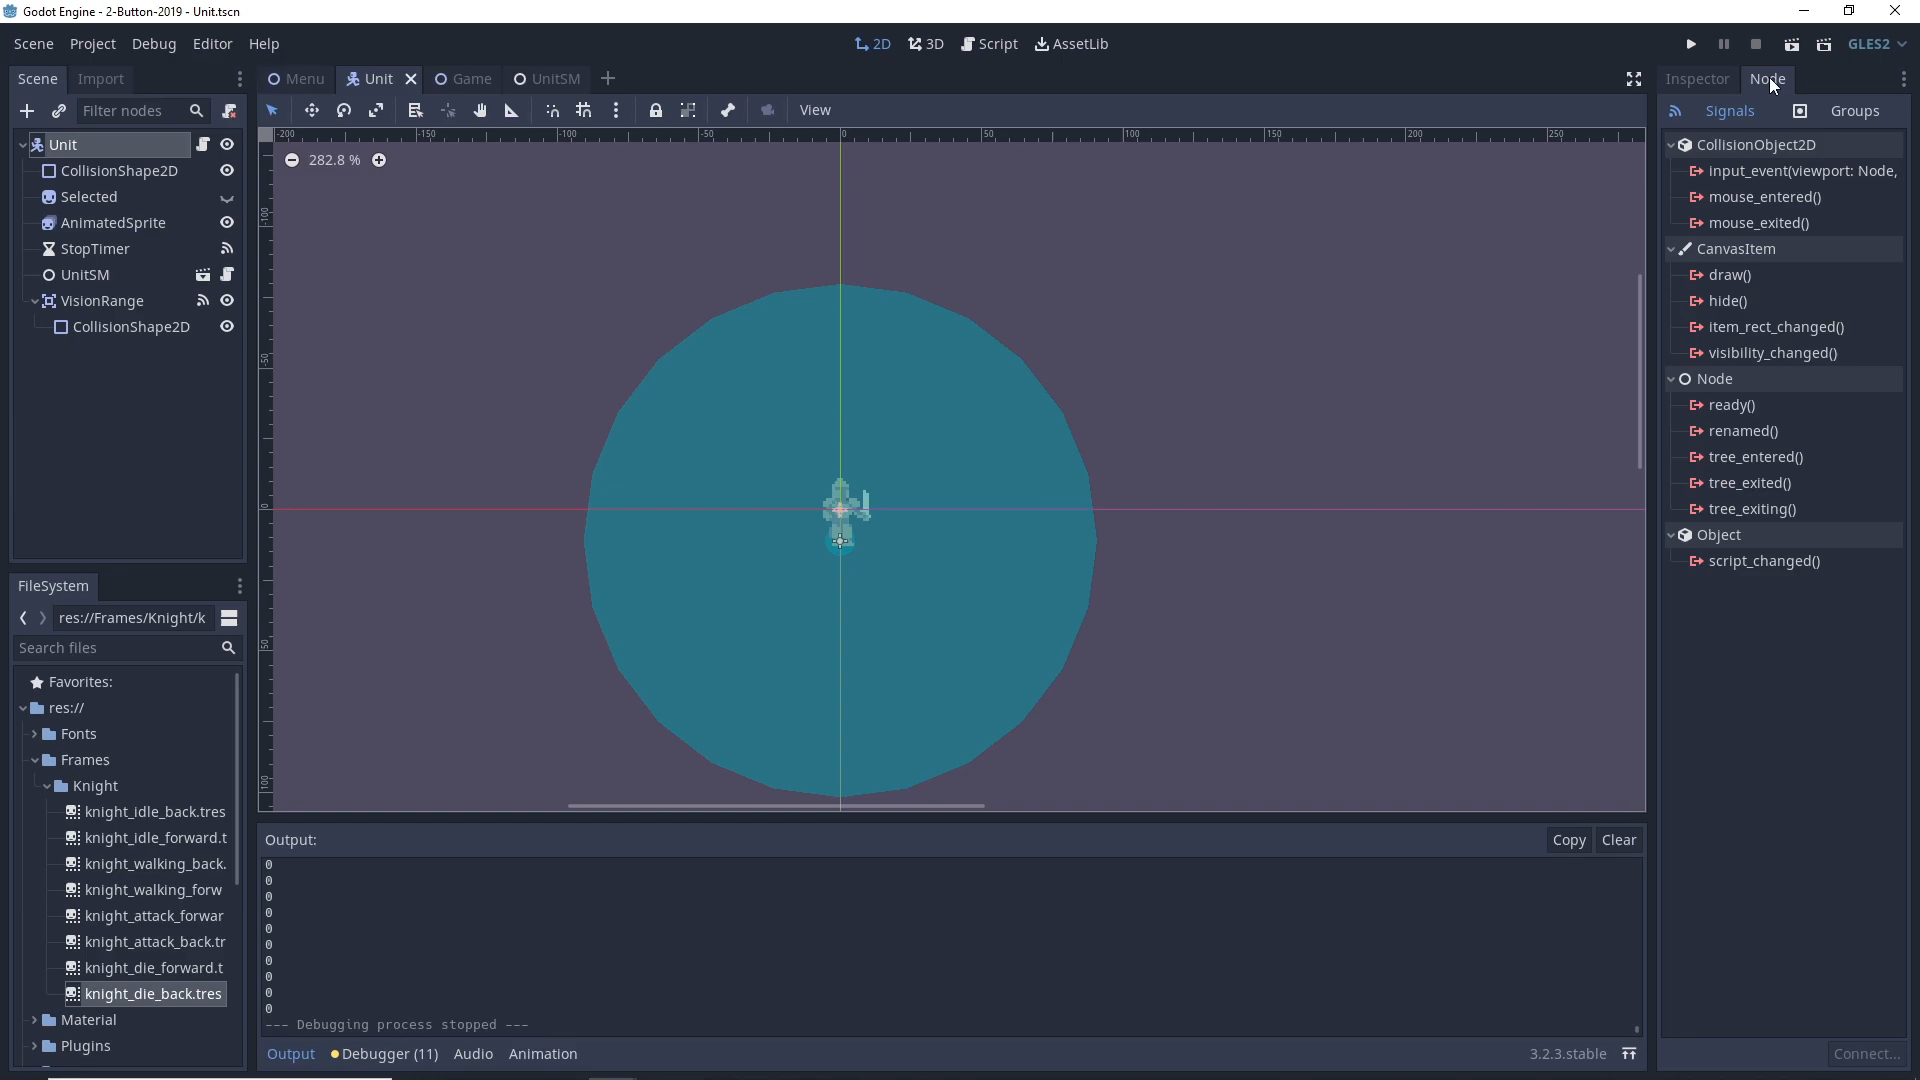 Godot Engine - 2-Button-2019 - Unit.tscn
Scene Project Debug Editor Help
2D 3D Script AssetLib
GLES2
Scene Import
Menu Unit Game UnitSM
Inspector Node
Filter nodes
View
Signals Groups
-200 -150 -100 -50 0 50 100 150 200 250
282.8 %
-100
-50
0
50
100
Unit
CollisionShape2D
Selected
AnimatedSprite
StopTimer
UnitSM
VisionRange
CollisionShape2D
CollisionObject2D
input_event(viewport: Node,
mouse_entered()
mouse_exited()
CanvasItem
draw()
hide()
item_rect_changed()
visibility_changed()
Node
ready()
renamed()
tree_entered()
tree_exited()
tree_exiting()
Object
script_changed()
Connect...
FileSystem
res://Frames/Knight/k
Search files
Favorites:
res://
Fonts
Frames
Knight
knight_idle_back.tres
knight_idle_forward.t
knight_walking_back.
knight_walking_forw
knight_attack_forwar
knight_attack_back.tr
knight_die_forward.t
knight_die_back.tres
Material
Plugins
Output:
Copy Clear
0
0
0
0
0
0
0
0
0
0
--- Debugging process stopped ---
Output Debugger (11) Audio Animation
3.2.3.stable